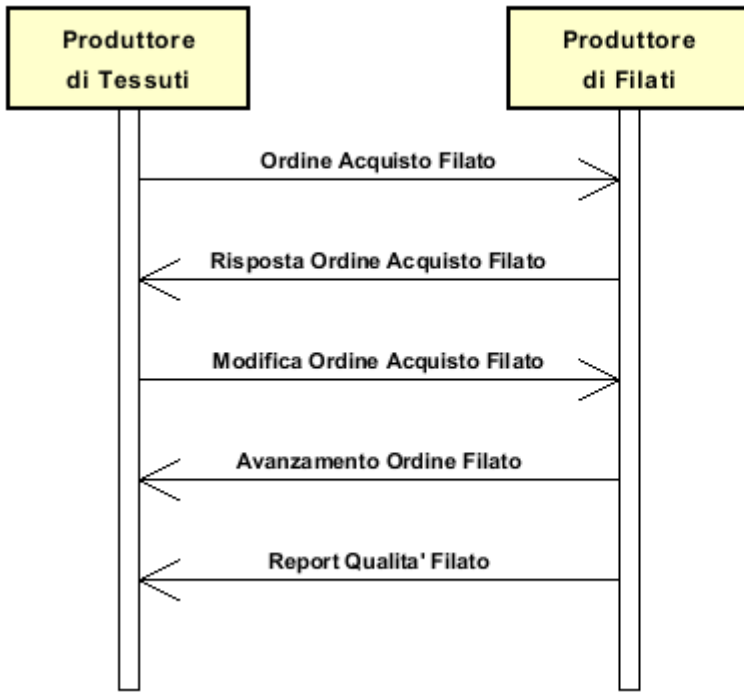 Produttore
di Tessuti
Produttore
di Filati
Ordine Acquisto Filato
Risposta Ordine Acquisto Filato
Modifica Ordine Acquisto Filato
Avanzamento Ordine Filato
Report Qualita' Filato